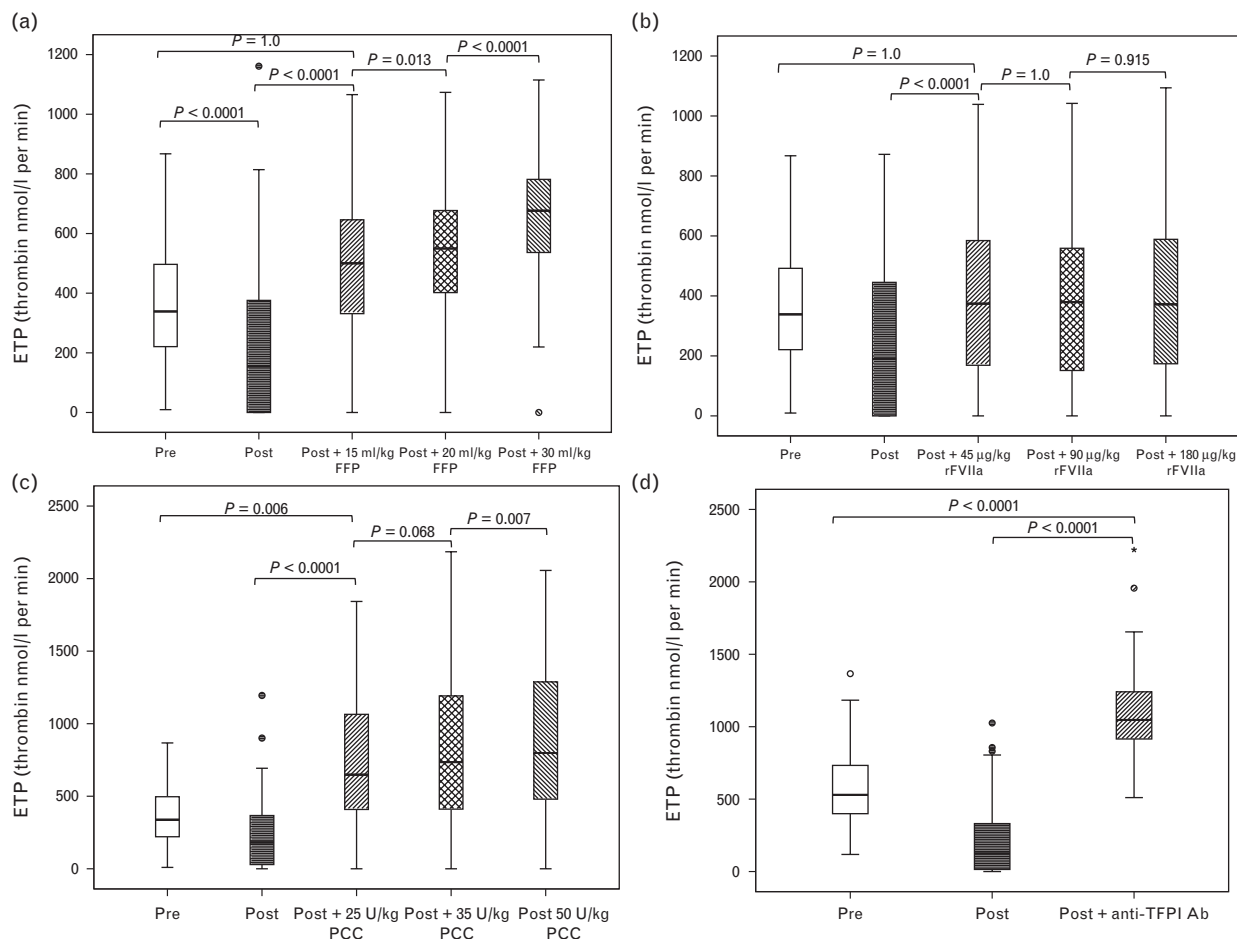 (a)
P = 1.0
P < 0.0001
P = 0.013
P < 0.0001
P < 0.0001
ETP (thrombin nmol/l per min)
1200
1000
800
600
400
200
0
Pre
Post
Post + 15 ml/kg
FFP
Post + 20 ml/kg
FFP
Post + 30 ml/kg
FFP
(b)
P = 1.0
P = 0.915
P < 0.0001
P = 1.0
ETP (thrombin nmol/l per min)
1200
1000
800
600
400
200
0
Pre
Post
Post + 45 µg/kg
rFVIIa
Post + 90 µg/kg
rFVIIa
Post + 180 µg/kg
rFVIIa
(c)
P = 0.006
P = 0.068
P = 0.007
P < 0.0001
ETP (thrombin nmol/l per min)
2500
2000
1500
1000
500
0
Pre
Post
Post + 25 U/kg
PCC
Post + 35 U/kg
PCC
Post 50 U/kg
PCC
(d)
P < 0.0001
P < 0.0001
*
ETP (thrombin nmol/l per min)
2500
2000
1500
1000
500
0
Pre
Post
Post + anti-TFPI Ab